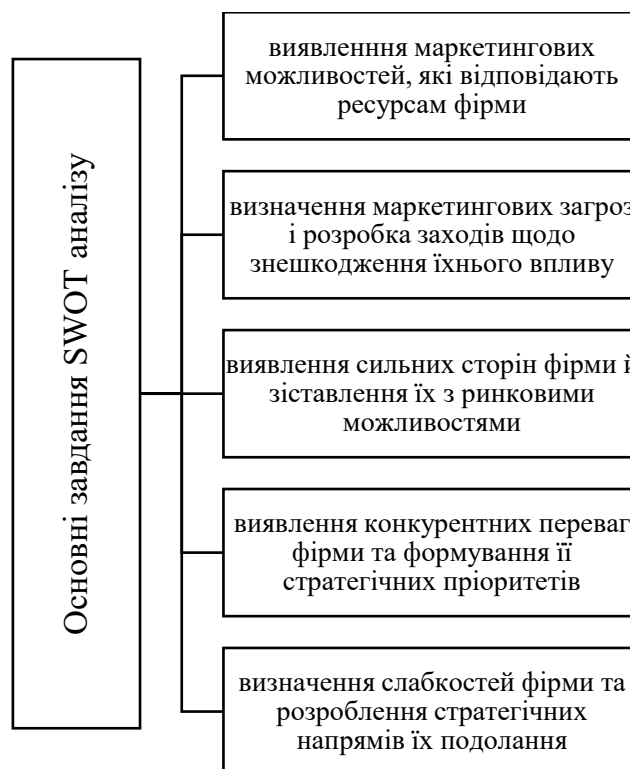 Основні завдання SWOT аналізу
виявленння маркетингових
можливостей, які відповідають
ресурсам фірми
визначення маркетингових загроз
і розробка заходів щодо
знешкодження їхнього впливу
виявлення сильних сторін фірми й
зіставлення їх з ринковими
можливостями
виявлення конкурентних переваг
фірми та формування її
стратегічних пріоритетів
визначення слабкостей фірми та
розроблення стратегічних
напрямів їх подолання